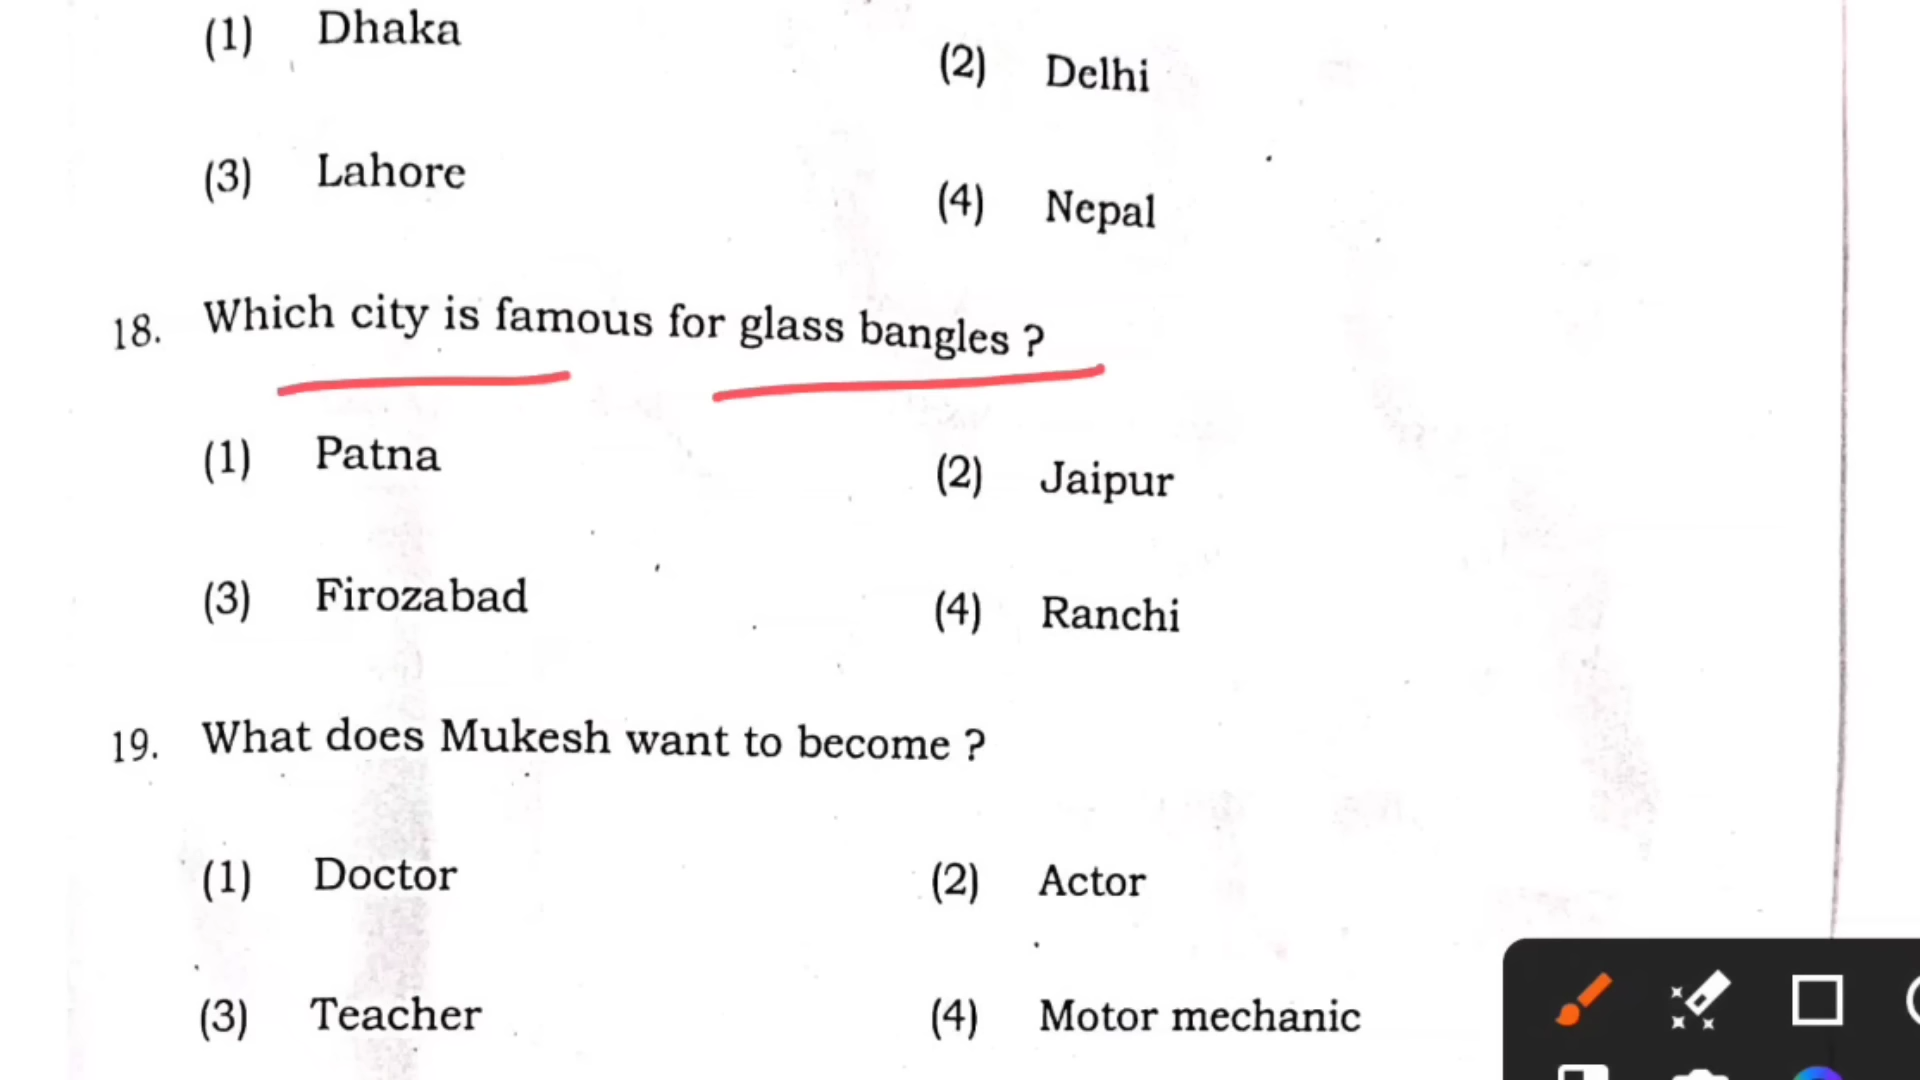 (1) Dhaka
(2) Delhi
(3) Lahore
(4) Nepal
18. Which city is famous for glass bangles ?
(1) Patna
(2) Jaipur
(3) Firozabad
(4) Ranchi
19. What does Mukesh want to become ?
(1) Doctor
(2) Actor
(3) Teacher
(4) Motor mechanic